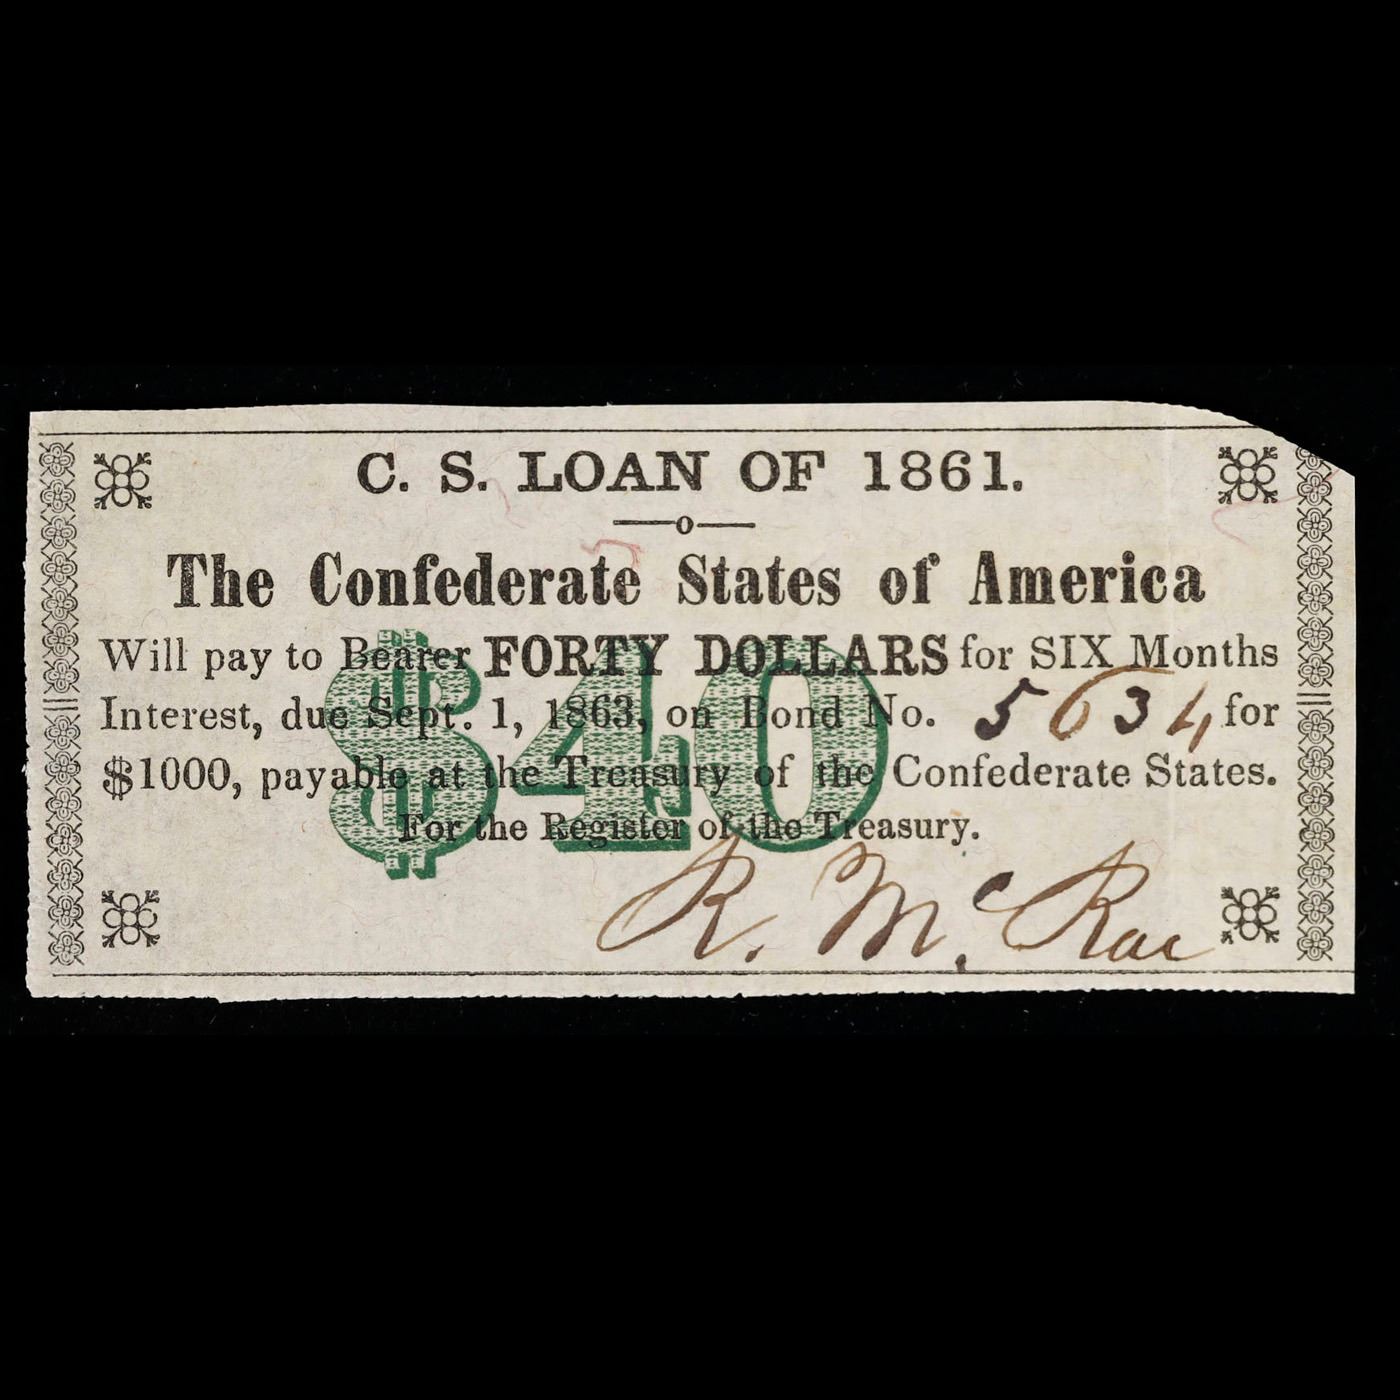 C. S. LOAN OF 1861.
—o—
The Confederate States of America
Will pay to Bearer FORTY DOLLARS for SIX Months
Interest, due Sept. 1, 1863, on Bond No. 5634 for
$1000, payable at the Treasury of the Confederate States.
For the Register of the Treasury.
$40
R. McRae